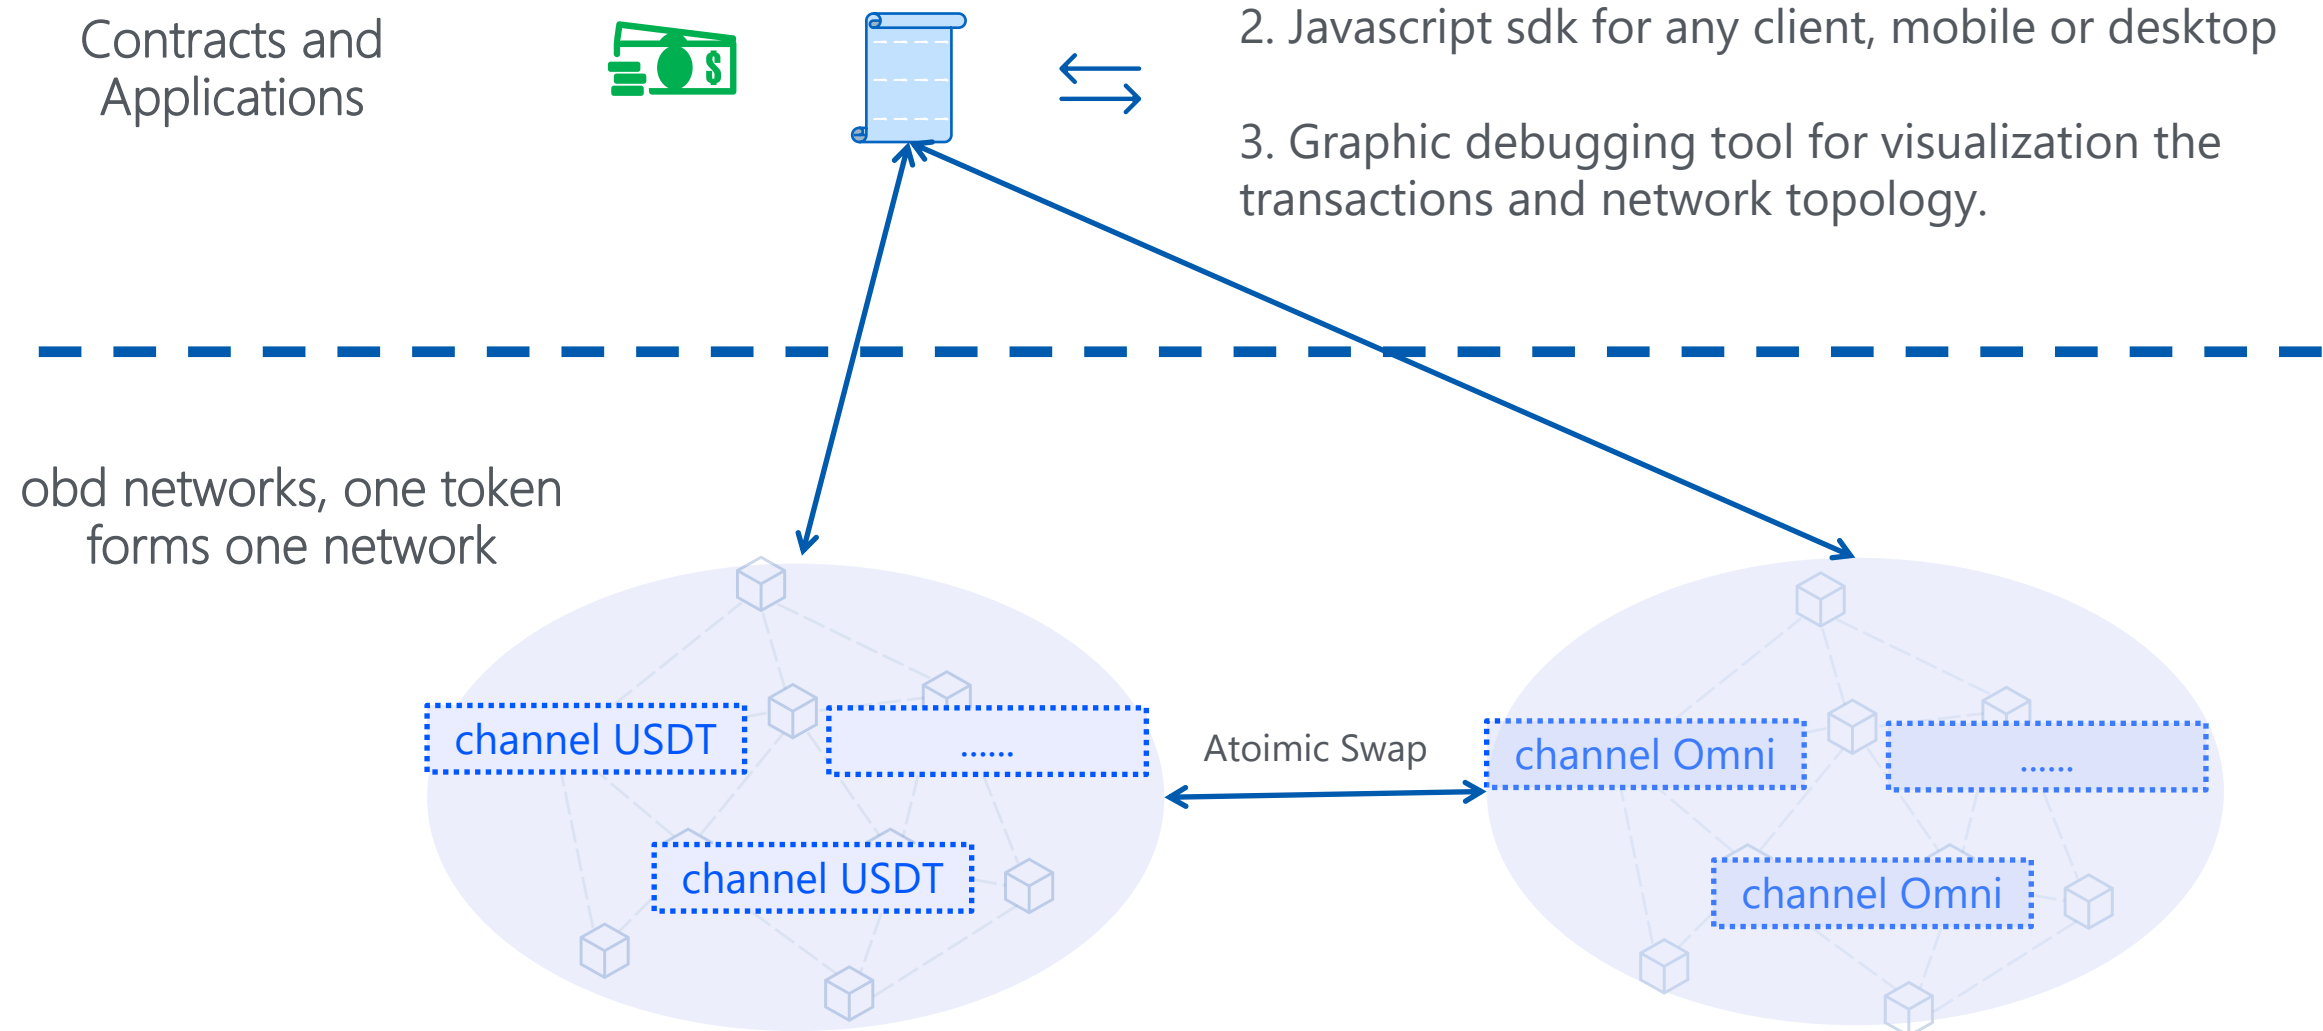 Contracts and
Applications
2. Javascript sdk for any client, mobile or desktop
3. Graphic debugging tool for visualization the
transactions and network topology.
obd networks, one token
forms one network
channel USDT
......
channel USDT
Atoimic Swap
channel Omni
......
channel Omni